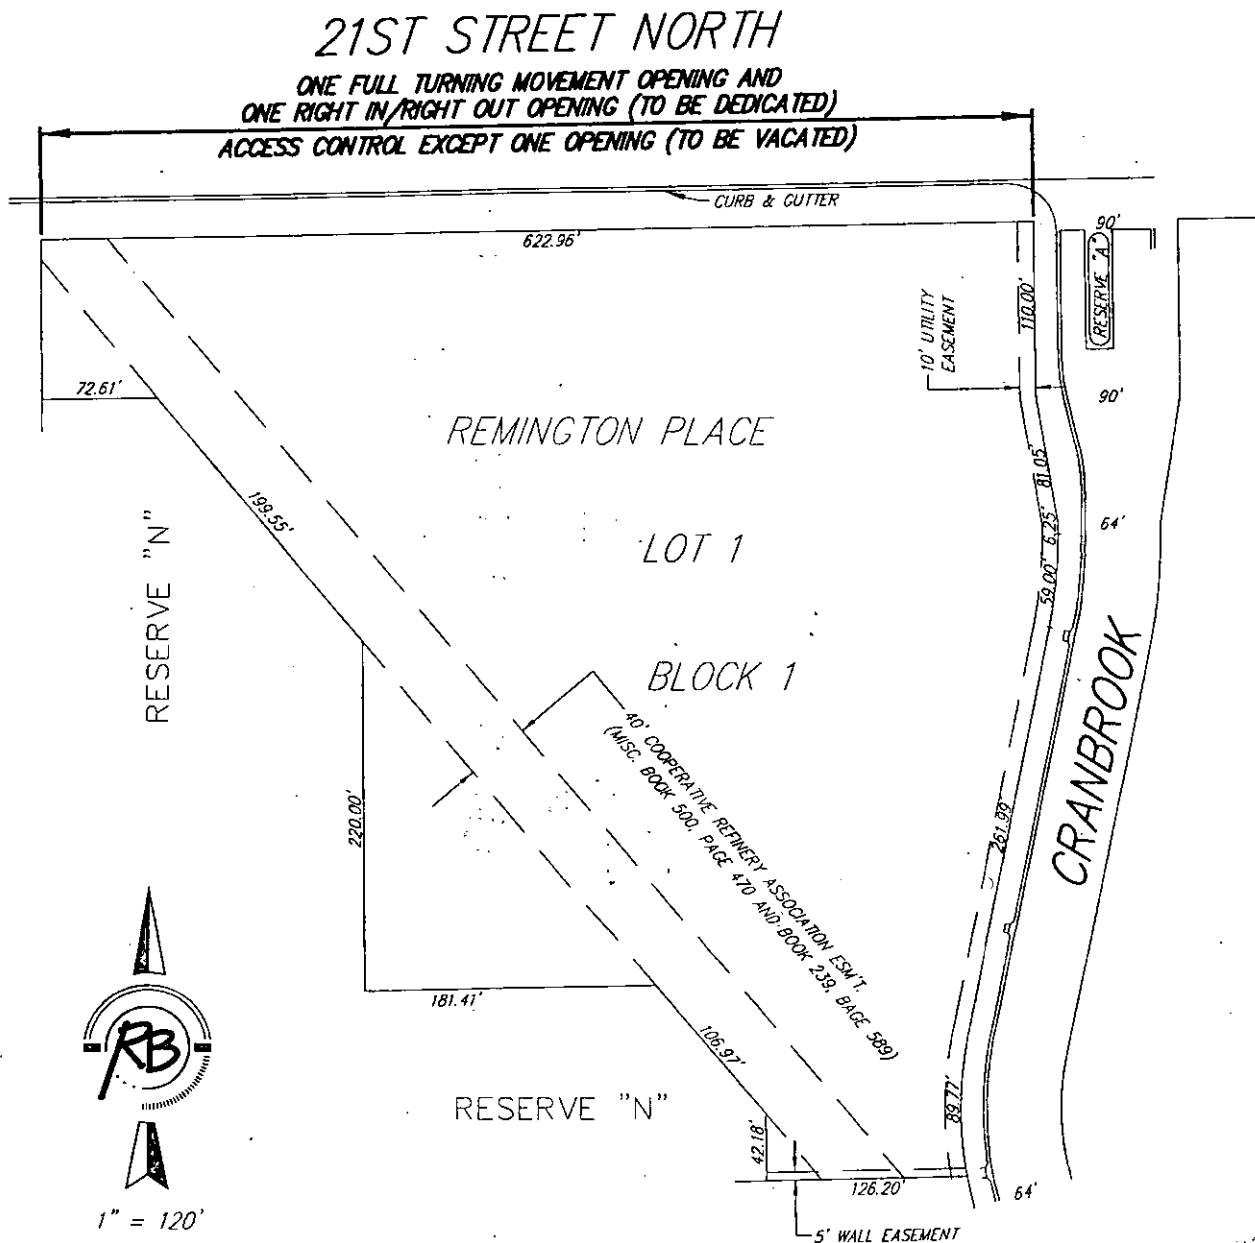 21ST STREET NORTH
ONE FULL TURNING MOVEMENT OPENING AND
ONE RIGHT IN/RIGHT OUT OPENING (TO BE DEDICATED)
ACCESS CONTROL EXCEPT ONE OPENING (TO BE VACATED)
CURB & GUTTER
622.96'
90'
RESERVE "A"
110.00'
10' UTILITY
EASEMENT
72.61'
90'
REMINGTON PLACE
81.05'
199.55'
64'
6.25'
RESERVE "N"
LOT 1
59.00'
BLOCK 1
CRANBROOK
40' COOPERATIVE REFINERY ASSOCIATION ESM'T.
(MISC. BOOK 500, PAGE 470 AND BOOK 239, PAGE 589)
220.00'
261.99'
181.41'
RB
106.97'
RESERVE "N"
89.77'
42.18'
126.20'
64'
1" = 120'
5' WALL EASEMENT